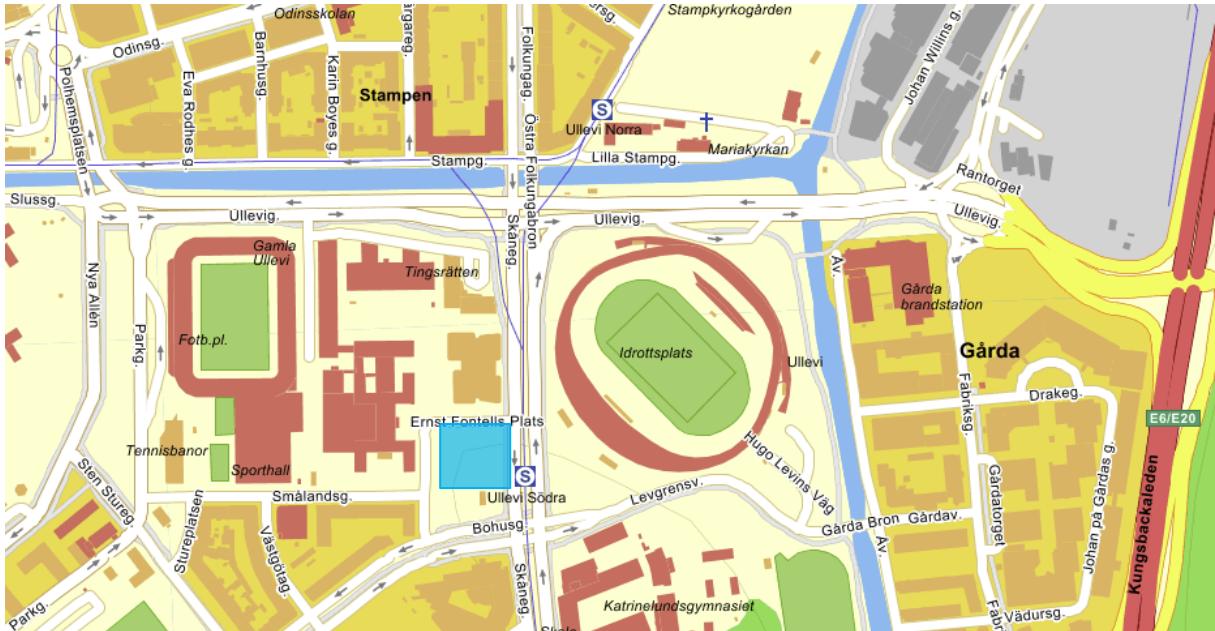 Odinsskolan
Stampkyrkogården
Odinsg.
Barnhusg.
Folkungag.
Johan Willins g.
Polhemsplatsen
Eva Rodhes g.
Karin Boyes g.
Stampen
S
Ullevi Norra
Mariakyrkan
Stampg.
Lilla Stampg.
Östra Folkungabron
Rantorget
Slussg.
Ullevig.
Ullevig.
Ullevig.
Skåneg.
Gamla
Ullevi
Tingsrätten
Nya Allén
Parkg.
Fotb.pl.
Idrottsplats
Ullevi
Av.
Gårda
brandstation
Gårda
Fabriksg.
Drakeg.
E6/E20
Ernst Fontells Plats
Tennisbanor
Sporthall
Hugo Levins Väg
Sten Stureg.
S
Ullevi Södra
Smålandsg.
Levgrensv.
Stureplatsen
Västgötag.
Bohusg.
Gårda Bron
Gårdav.
Av.
Gårdatorget
Johan på Gårdas g.
Kungsbackaleden
Skåneg.
Katrinelundsgymnasiet
Parkg.
Vädursg.